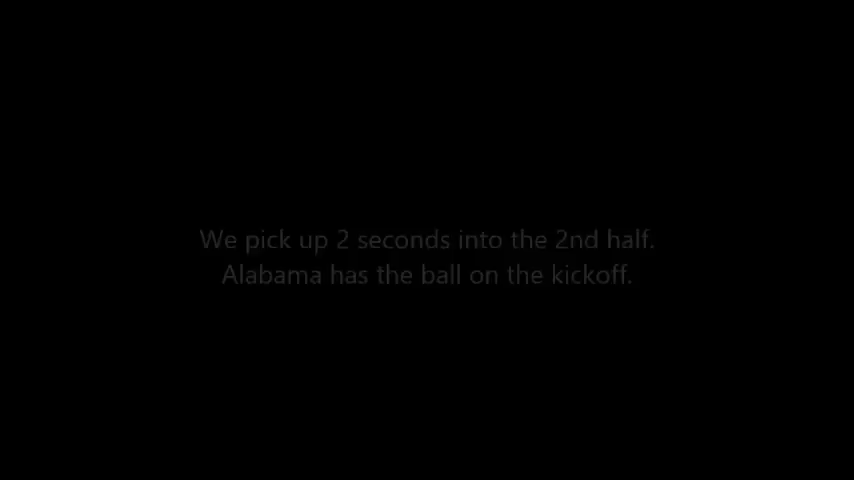 We pick up 2 seconds into the 2nd half.
Alabama has the ball on the kickoff.